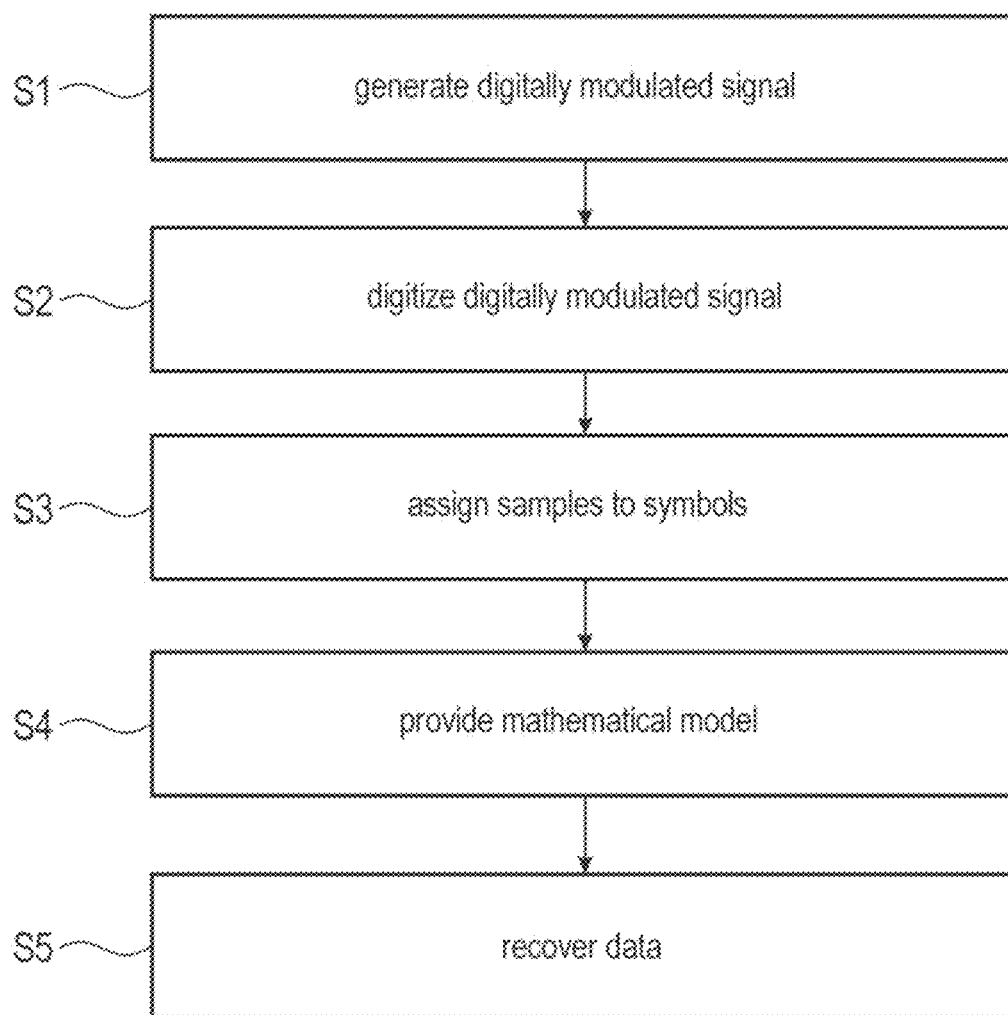 S1 generate digitally modulated signal
S2 digitize digitally modulated signal
S3 assign samples to symbols
S4 provide mathematical model
S5 recover data